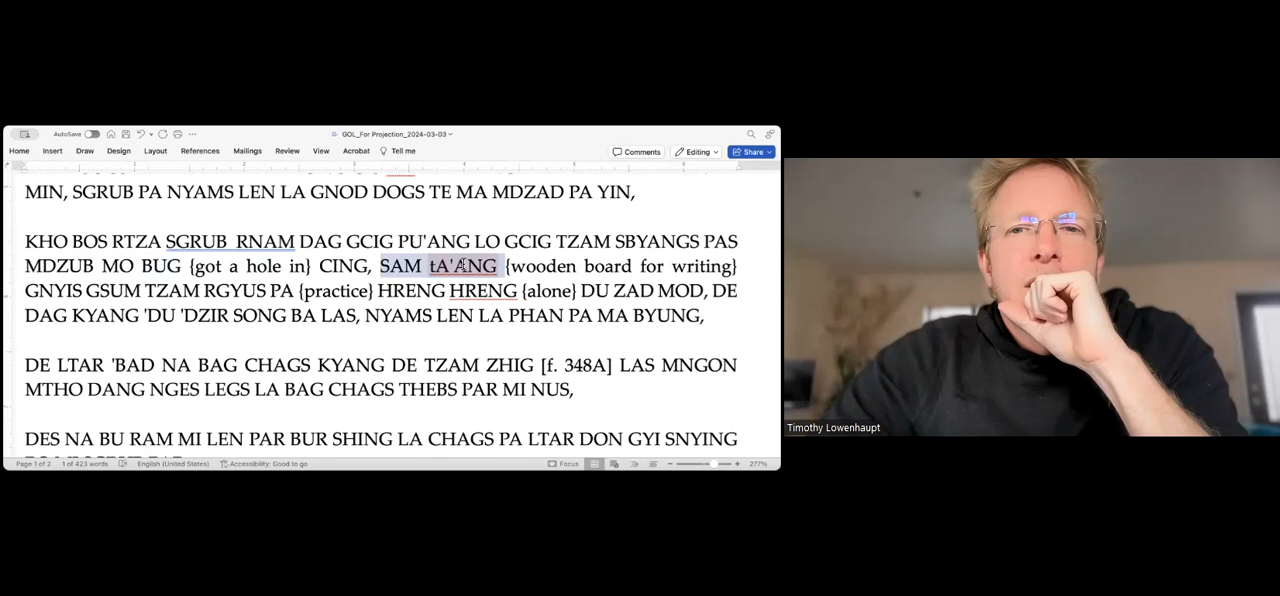 AutoSave
GOL_For Projection_2024-03-03
Home Insert Draw Design Layout References Mailings Review View Acrobat Tell me Comments Editing Share
MIN, SGRUB PA NYAMS LEN LA GNOD DOGS TE MA MDZAD PA YIN,
KHO BOS RTZA SGRUB RNAM DAG GCIG PU'ANG LO GCIG TZAM SBYANGS PAS
MDZUB MO BUG {got a hole in} CING, SAM tA'ANG {wooden board for writing}
GNYIS GSUM TZAM RGYUS PA {practice} HRENG HRENG {alone} DU ZAD MOD, DE
DAG KYANG 'DU 'DZIR SONG BA LAS, NYAMS LEN LA PHAN PA MA BYUNG,
DE LTAR 'BAD NA BAG CHAGS KYANG DE TZAM ZHIG [f. 348A] LAS MNGON
MTHO DANG NGES LEGS LA BAG CHAGS THEBS PAR MI NUS,
DES NA BU RAM MI LEN PAR BUR SHING LA CHAGS PA LTAR DON GYI SNYING
Page 1 of 2 1 of 423 words English (United States) Accessibility: Good to go Focus 277%
Timothy Lowenhaupt